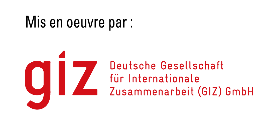 Mis en oeuvre par :
giz
Deutsche Gesellschaft
für Internationale
Zusammenarbeit (GIZ) GmbH